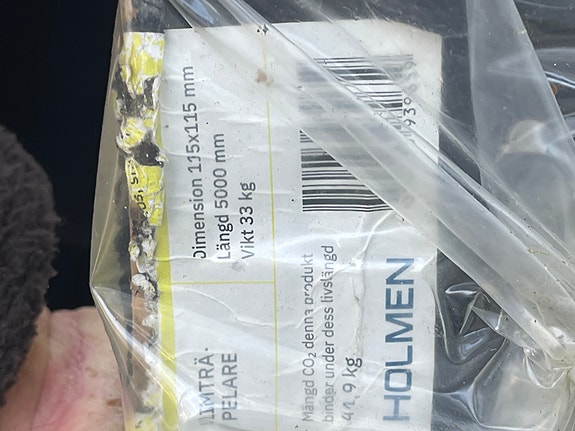 LIMTRÄ-
PELARE
Dimension 115x115 mm
Längd 5000 mm
Vikt 33 kg
Mängd CO₂ denna produkt
binder under dess livslängd
41,9 kg
HOLMEN